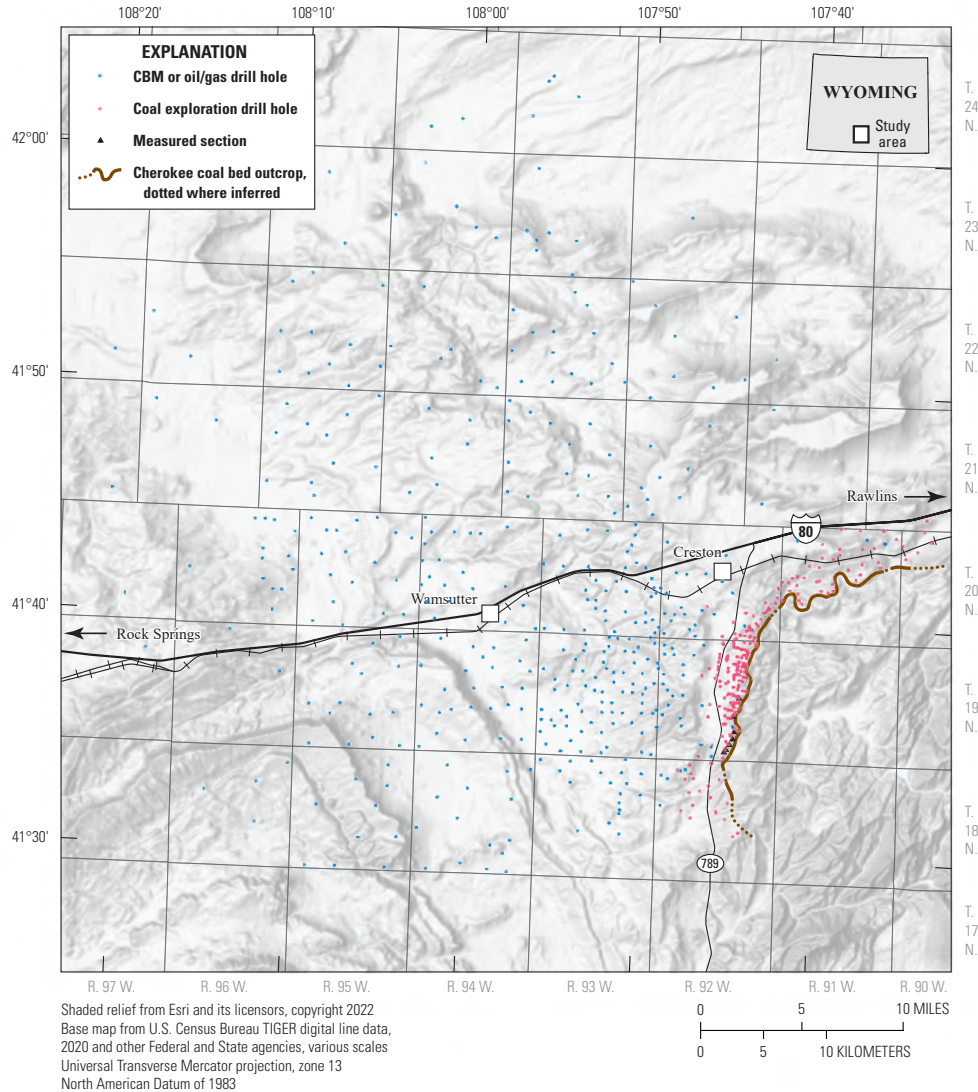 108°20' 108°10' 108°00' 107°50' 107°40'
EXPLANATION
CBM or oil/gas drill hole
Coal exploration drill hole
Measured section
Cherokee coal bed outcrop,
dotted where inferred
WYOMING
Study
area
T.
24
N.
42°00'
T.
23
N.
T.
22
N.
41°50'
T.
21
N.
Rawlins
80
Creston
T.
20
N.
41°40'
Wamsutter
Rock Springs
T.
19
N.
T.
18
N.
41°30'
789
T.
17
N.
R. 97 W. R. 96 W. R. 95 W. R. 94 W. R. 93 W. R. 92 W. R. 91 W. R. 90 W.
Shaded relief from Esri and its licensors, copyright 2022
Base map from U.S. Census Bureau TIGER digital line data,
2020 and other Federal and State agencies, various scales
Universal Transverse Mercator projection, zone 13
North American Datum of 1983
0 5 10 MILES
0 5 10 KILOMETERS